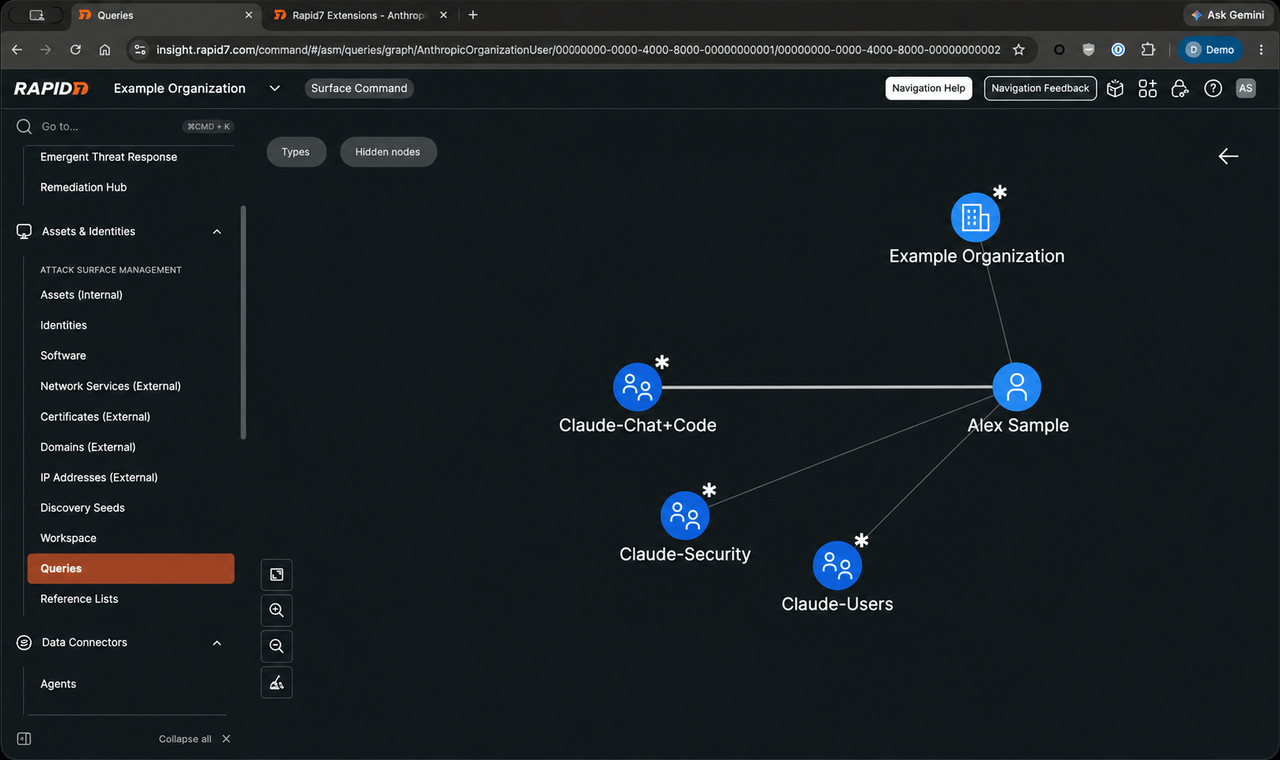 Queries
Rapid7 Extensions - Anthropi
Ask Gemini
insight.rapid7.com/command/#/asm/queries/graph/AnthropicOrganizationUser/00000000-0000-4000-8000-00000000001/00000000-0000-4000-8000-00000000002
D Demo
RAPID7
Example Organization
Surface Command
Navigation Help
Navigation Feedback
AS
Go to...
⌘CMD + K
Emergent Threat Response
Remediation Hub
Assets & Identities
ATTACK SURFACE MANAGEMENT
Assets (Internal)
Identities
Software
Network Services (External)
Certificates (External)
Domains (External)
IP Addresses (External)
Discovery Seeds
Workspace
Queries
Reference Lists
Data Connectors
Agents
Collapse all
Types
Hidden nodes
Example Organization
Claude-Chat+Code
Alex Sample
Claude-Security
Claude-Users